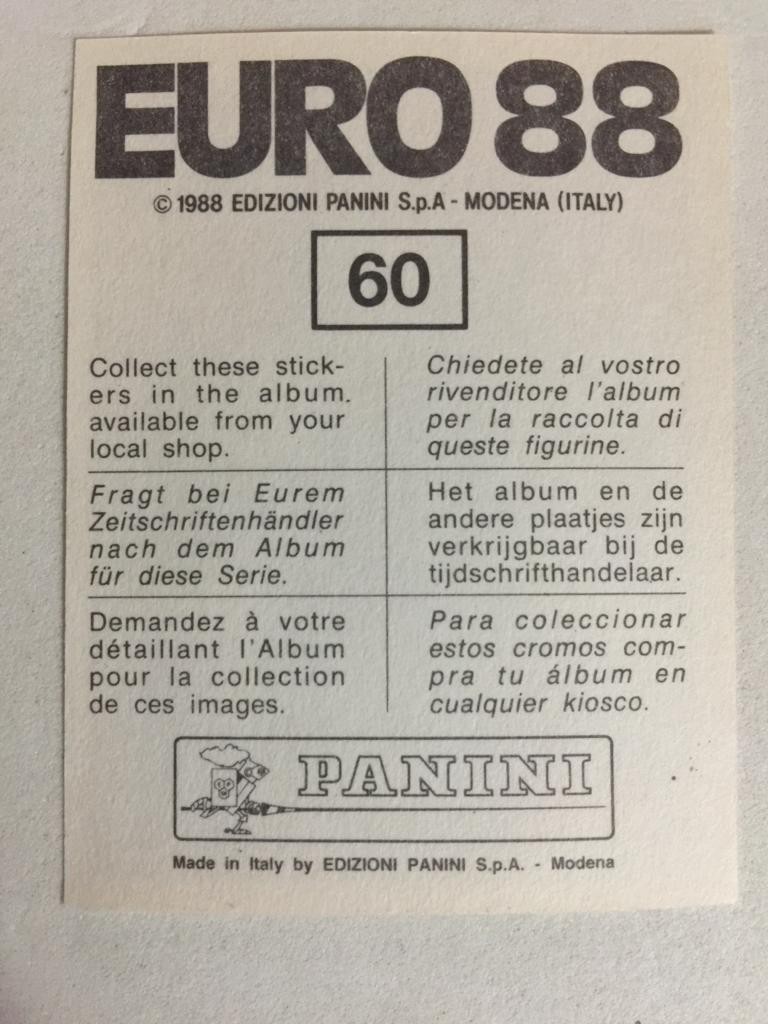 EURO 88
© 1988 EDIZIONI PANINI S.p.A - MODENA (ITALY)
60
Collect these stick-
ers in the album.
available from your
local shop.
Chiedete al vostro
rivenditore l'album
per la raccolta di
queste figurine.
Fragt bei Eurem
Zeitschriftenhändler
nach dem Album
für diese Serie.
Het album en de
andere plaatjes zijn
verkrijgbaar bij de
tijdschrifthandelaar.
Demandez à votre
détaillant l'Album
pour la collection
de ces images.
Para coleccionar
estos cromos com-
pra tu álbum en
cualquier kiosco.
PANINI
Made in Italy by EDIZIONI PANINI S.p.A. - Modena